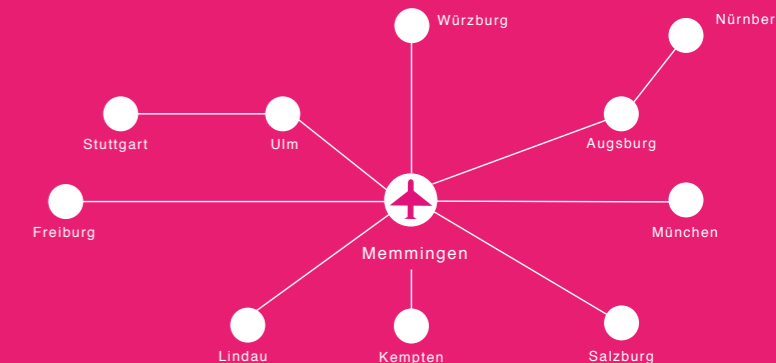 Würzburg
Nürnber
Stuttgart
Ulm
Augsburg
Freiburg
München
Memmingen
Lindau
Kempten
Salzburg